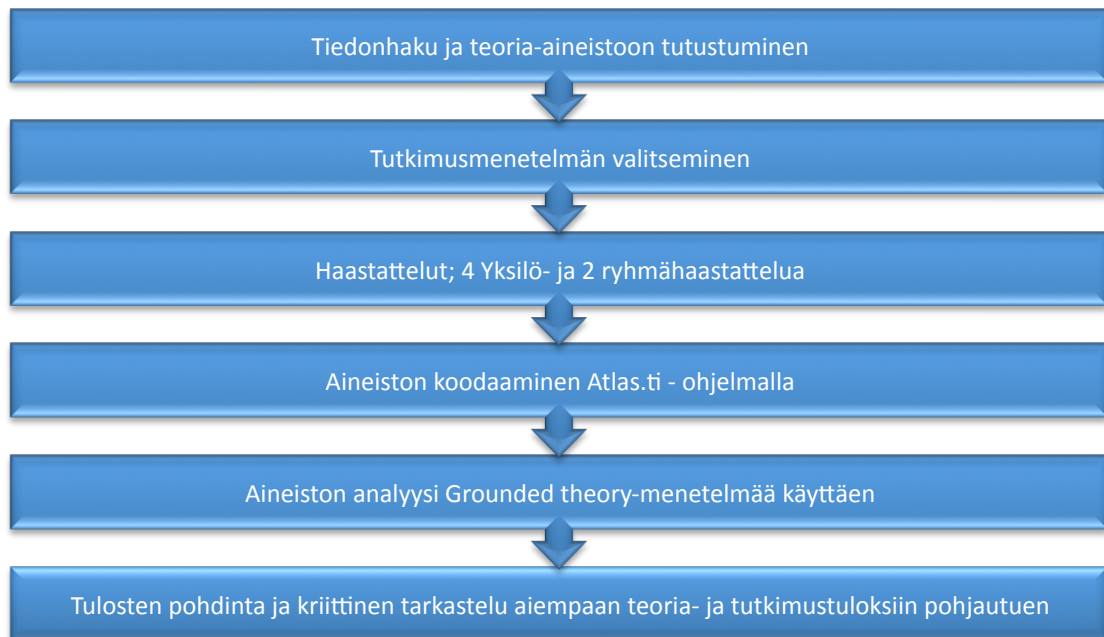 Tiedonhaku ja teoria-aineistoon tutustuminen
Tutkimusmenetelmän valitseminen
Haastattelut; 4 Yksilö- ja 2 ryhmähaastattelua
Aineiston koodaaminen Atlas.ti - ohjelmalla
Aineiston analyysi Grounded theory-menetelmää käyttäen
Tulosten pohdinta ja kriittinen tarkastelu aiempaan teoria- ja tutkimustuloksiin pohjautuen